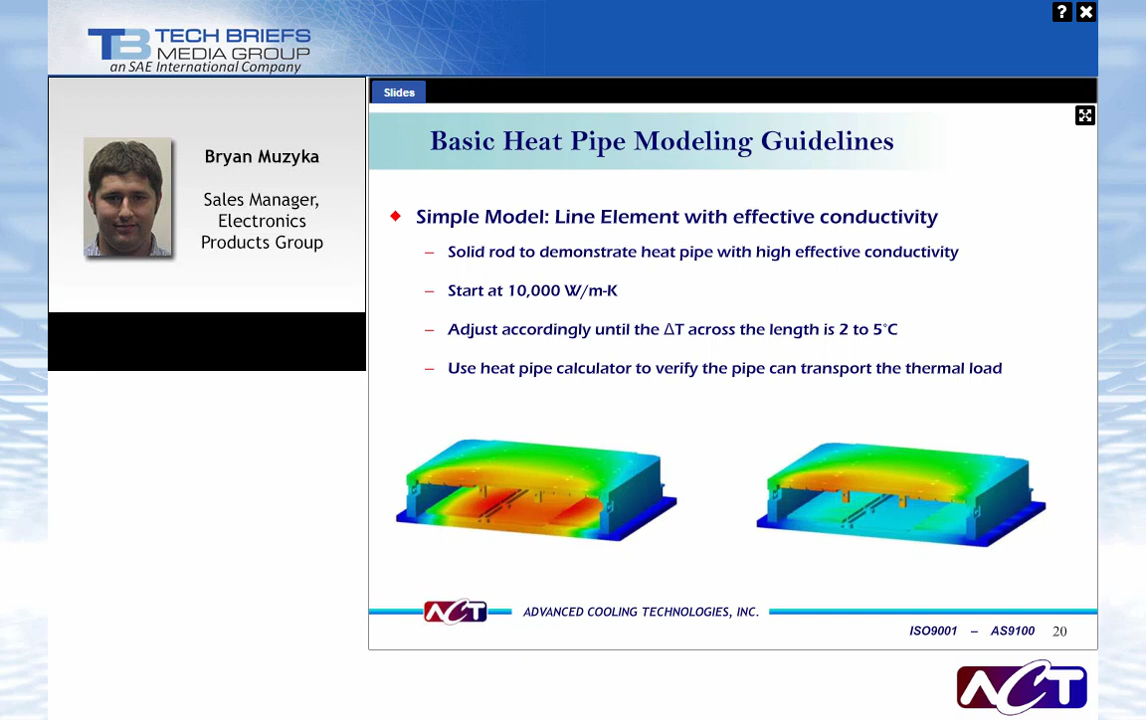 TB TECH BRIEFS
MEDIA GROUP
an SAE International Company
? ✖
Bryan Muzyka
Sales Manager,
Electronics
Products Group
Slides
Basic Heat Pipe Modeling Guidelines
Simple Model: Line Element with effective conductivity
– Solid rod to demonstrate heat pipe with high effective conductivity
– Start at 10,000 W/m-K
– Adjust accordingly until the ΔT across the length is 2 to 5°C
– Use heat pipe calculator to verify the pipe can transport the thermal load
ACT ADVANCED COOLING TECHNOLOGIES, INC.
ISO9001 – AS9100 20
ACT